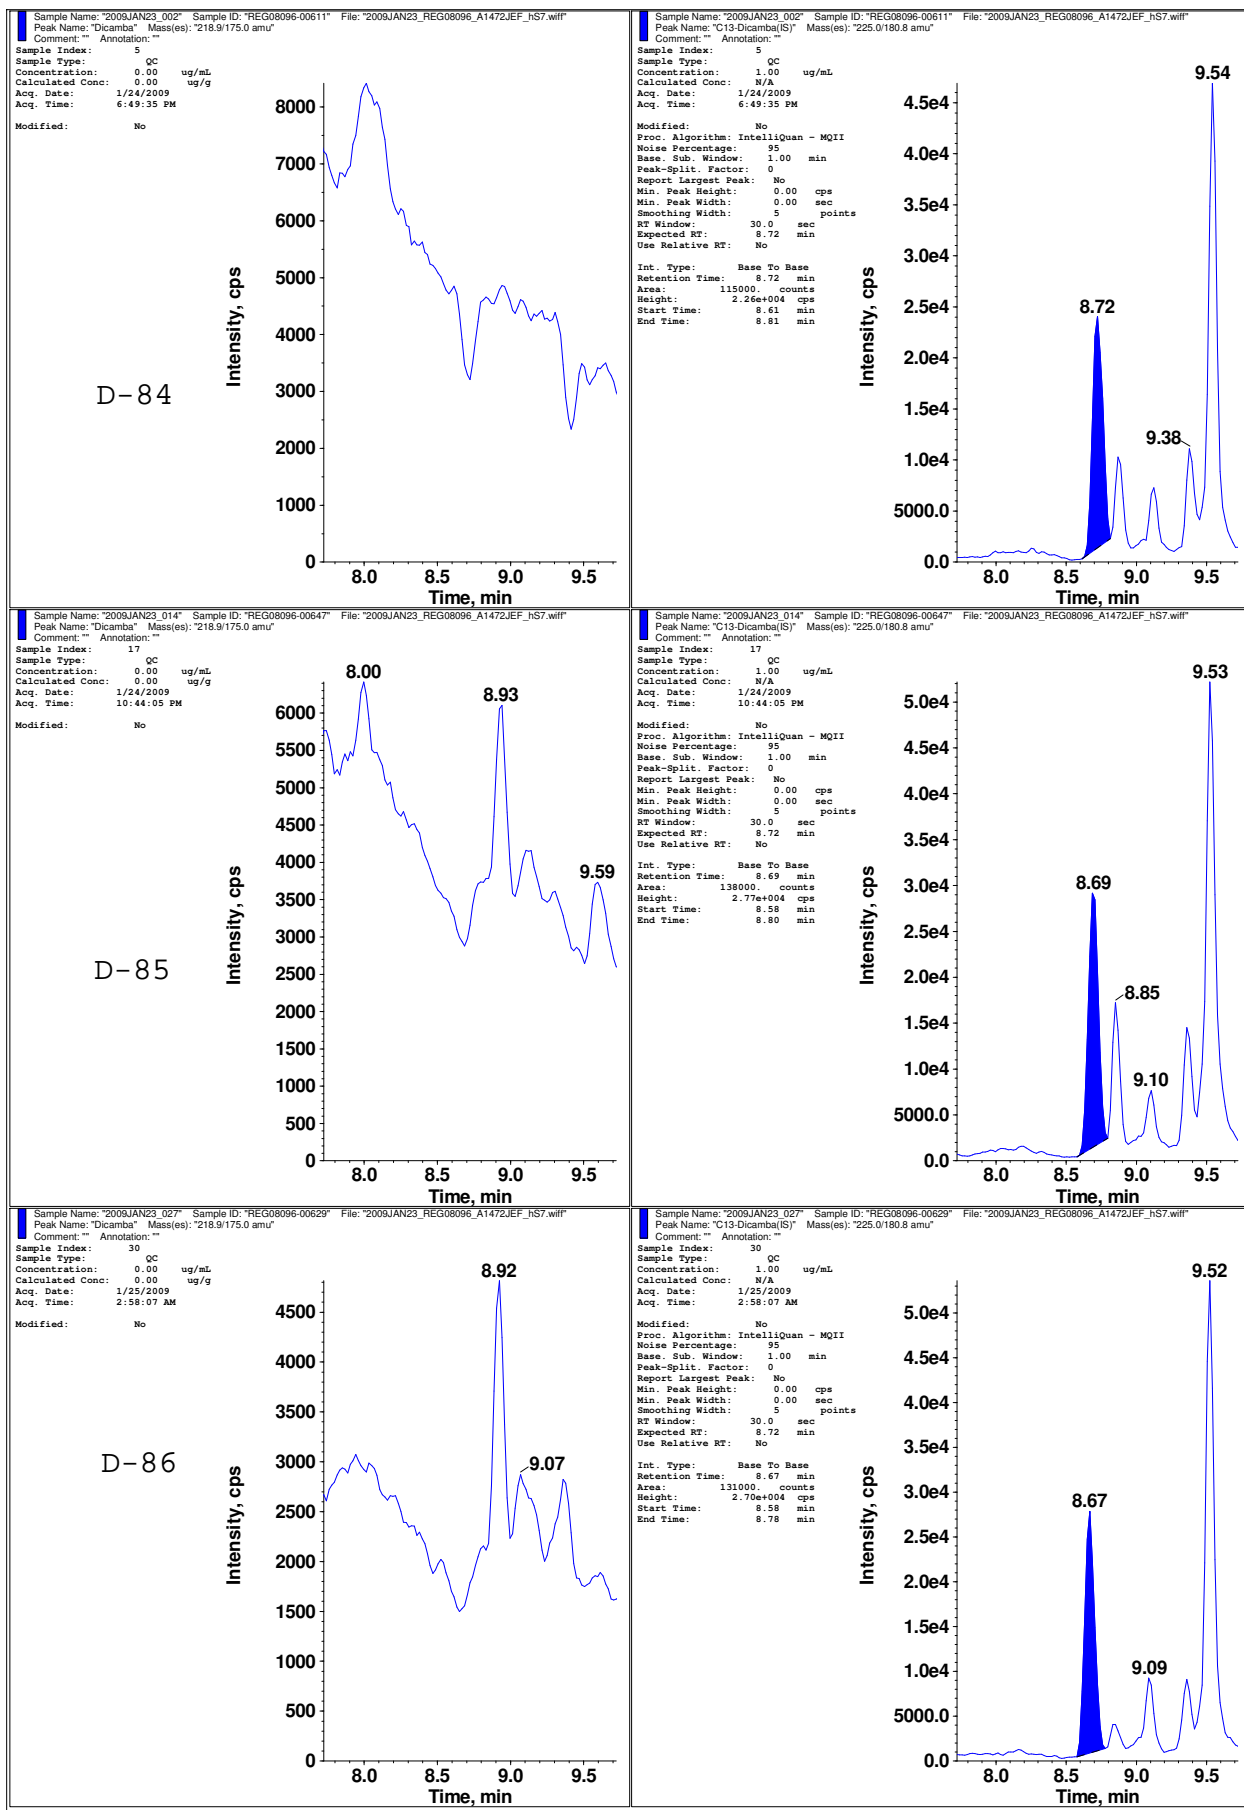 Sample Name: "2009JAN23_002" Sample ID: "REG08096-00611" File: "2009JAN23_REG08096_A1472JEF_hS7.wiff"
Peak Name: "Dicamba" Mass(es): "218.9/175.0 amu"
Comment: "" Annotation: ""
Sample Index: 5
Sample Type: QC
Concentration: 0.00 ug/mL
Calculated Conc: 0.00 ug/g
Acq. Date: 1/24/2009
Acq. Time: 6:49:35 PM
Modified: No
D-84
Intensity, cps
8000
7000
6000
5000
4000
3000
2000
1000
0
8.0 8.5 9.0 9.5
Time, min
Sample Name: "2009JAN23_002" Sample ID: "REG08096-00611" File: "2009JAN23_REG08096_A1472JEF_hS7.wiff"
Peak Name: "C13-Dicamba(IS)" Mass(es): "225.0/180.8 amu"
Comment: "" Annotation: ""
Sample Index: 5
Sample Type: QC
Concentration: 1.00 ug/mL
Calculated Conc: N/A
Acq. Date: 1/24/2009
Acq. Time: 6:49:35 PM
Modified: No
Proc. Algorithm: IntelliQuan - MQII
Noise Percentage: 95
Base. Sub. Window: 1.00 min
Peak-Split. Factor: 0
Report Largest Peak: No
Min. Peak Height: 0.00 cps
Min. Peak Width: 0.00 sec
Smoothing Width: 5 points
RT Window: 30.0 sec
Expected RT: 8.72 min
Use Relative RT: No
Int. Type: Base To Base
Retention Time: 8.72 min
Area: 115000. counts
Height: 2.26e+004 cps
Start Time: 8.61 min
End Time: 8.81 min
Intensity, cps
4.5e4
4.0e4
3.5e4
3.0e4
2.5e4
2.0e4
1.5e4
1.0e4
5000.0
0.0
8.72
9.38
9.54
8.0 8.5 9.0 9.5
Time, min
Sample Name: "2009JAN23_014" Sample ID: "REG08096-00647" File: "2009JAN23_REG08096_A1472JEF_hS7.wiff"
Peak Name: "Dicamba" Mass(es): "218.9/175.0 amu"
Comment: "" Annotation: ""
Sample Index: 17
Sample Type: QC
Concentration: 0.00 ug/mL
Calculated Conc: 0.00 ug/g
Acq. Date: 1/24/2009
Acq. Time: 10:44:05 PM
Modified: No
D-85
Intensity, cps
6000
5500
5000
4500
4000
3500
3000
2500
2000
1500
1000
500
0
8.00
8.93
9.59
8.0 8.5 9.0 9.5
Time, min
Sample Name: "2009JAN23_014" Sample ID: "REG08096-00647" File: "2009JAN23_REG08096_A1472JEF_hS7.wiff"
Peak Name: "C13-Dicamba(IS)" Mass(es): "225.0/180.8 amu"
Comment: "" Annotation: ""
Sample Index: 17
Sample Type: QC
Concentration: 1.00 ug/mL
Calculated Conc: N/A
Acq. Date: 1/24/2009
Acq. Time: 10:44:05 PM
Modified: No
Proc. Algorithm: IntelliQuan - MQII
Noise Percentage: 95
Base. Sub. Window: 1.00 min
Peak-Split. Factor: 0
Report Largest Peak: No
Min. Peak Height: 0.00 cps
Min. Peak Width: 0.00 sec
Smoothing Width: 5 points
RT Window: 30.0 sec
Expected RT: 8.72 min
Use Relative RT: No
Int. Type: Base To Base
Retention Time: 8.69 min
Area: 138000. counts
Height: 2.77e+004 cps
Start Time: 8.58 min
End Time: 8.80 min
Intensity, cps
5.0e4
4.5e4
4.0e4
3.5e4
3.0e4
2.5e4
2.0e4
1.5e4
1.0e4
5000.0
0.0
8.69
8.85
9.10
9.53
8.0 8.5 9.0 9.5
Time, min
Sample Name: "2009JAN23_027" Sample ID: "REG08096-00629" File: "2009JAN23_REG08096_A1472JEF_hS7.wiff"
Peak Name: "Dicamba" Mass(es): "218.9/175.0 amu"
Comment: "" Annotation: ""
Sample Index: 30
Sample Type: QC
Concentration: 0.00 ug/mL
Calculated Conc: 0.00 ug/g
Acq. Date: 1/25/2009
Acq. Time: 2:58:07 AM
Modified: No
D-86
Intensity, cps
4500
4000
3500
3000
2500
2000
1500
1000
500
0
8.92
9.07
8.0 8.5 9.0 9.5
Time, min
Sample Name: "2009JAN23_027" Sample ID: "REG08096-00629" File: "2009JAN23_REG08096_A1472JEF_hS7.wiff"
Peak Name: "C13-Dicamba(IS)" Mass(es): "225.0/180.8 amu"
Comment: "" Annotation: ""
Sample Index: 30
Sample Type: QC
Concentration: 1.00 ug/mL
Calculated Conc: N/A
Acq. Date: 1/25/2009
Acq. Time: 2:58:07 AM
Modified: No
Proc. Algorithm: IntelliQuan - MQII
Noise Percentage: 95
Base. Sub. Window: 1.00 min
Peak-Split. Factor: 0
Report Largest Peak: No
Min. Peak Height: 0.00 cps
Min. Peak Width: 0.00 sec
Smoothing Width: 5 points
RT Window: 30.0 sec
Expected RT: 8.72 min
Use Relative RT: No
Int. Type: Base To Base
Retention Time: 8.67 min
Area: 131000. counts
Height: 2.70e+004 cps
Start Time: 8.58 min
End Time: 8.78 min
Intensity, cps
5.0e4
4.5e4
4.0e4
3.5e4
3.0e4
2.5e4
2.0e4
1.5e4
1.0e4
5000.0
0.0
8.67
9.09
9.52
8.0 8.5 9.0 9.5
Time, min